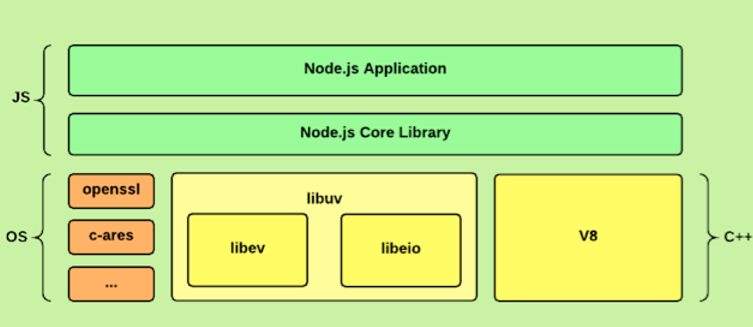 Node.js Application
JS
Node.js Core Library
openssl
libuv
c-ares
libev
libeio
V8
OS
C++
...